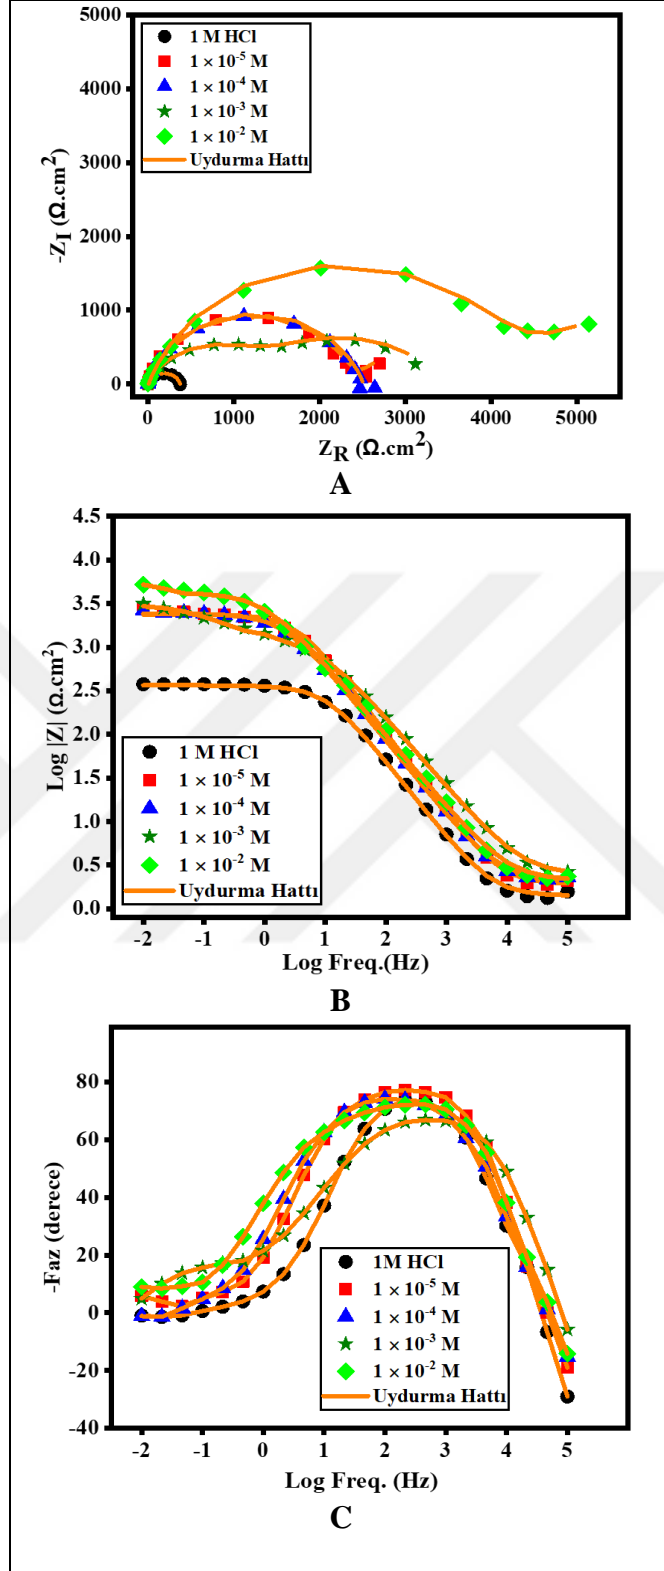 5000
4000
3000
2000
1000
0
-Z_I (Ω.cm²)
1 M HCl
1 × 10⁻⁵ M
1 × 10⁻⁴ M
1 × 10⁻³ M
1 × 10⁻² M
Uydurma Hattı
0 1000 2000 3000 4000 5000
Z_R (Ω.cm²)
A
4.5
4.0
3.5
3.0
2.5
2.0
1.5
1.0
0.5
0.0
Log |Z| (Ω.cm²)
1 M HCl
1 × 10⁻⁵ M
1 × 10⁻⁴ M
1 × 10⁻³ M
1 × 10⁻² M
Uydurma Hattı
-2 -1 0 1 2 3 4 5
Log Freq.(Hz)
B
80
60
40
20
0
-20
-40
-Faz (derece)
1M HCl
1 × 10⁻⁵ M
1 × 10⁻⁴ M
1 × 10⁻³ M
1 × 10⁻² M
Uydurma Hattı
-2 -1 0 1 2 3 4 5
Log Freq. (Hz)
C